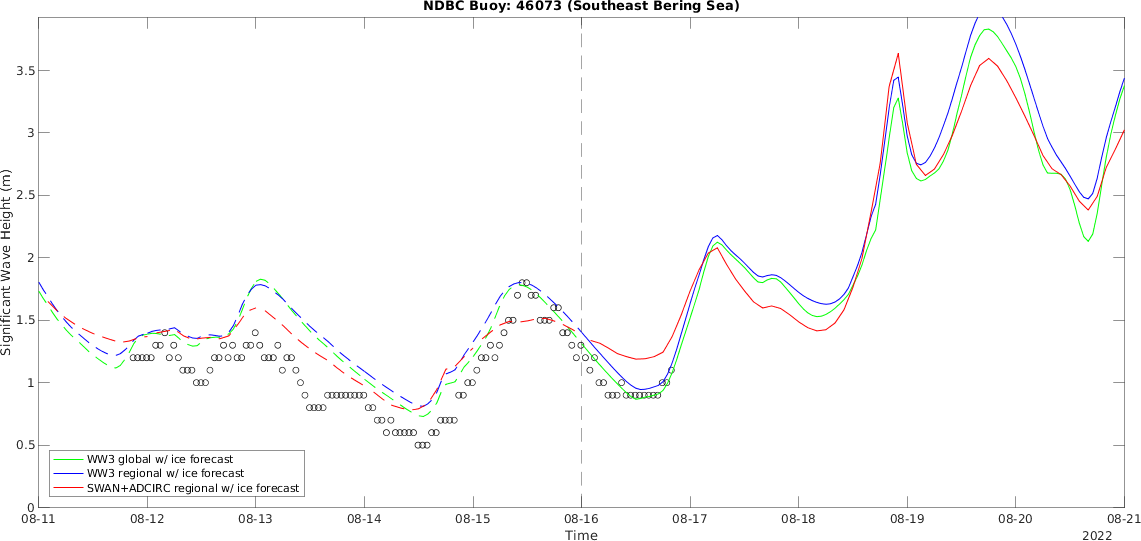 NDBC Buoy: 46073 (Southeast Bering Sea)
Significant Wave Height (m)
3.5
3
2.5
2
1.5
1
0.5
0
WW3 global w/ ice forecast
WW3 regional w/ ice forecast
SWAN+ADCIRC regional w/ ice forecast
08-11 08-12 08-13 08-14 08-15 08-16 08-17 08-18 08-19 08-20 08-21
Time
2022